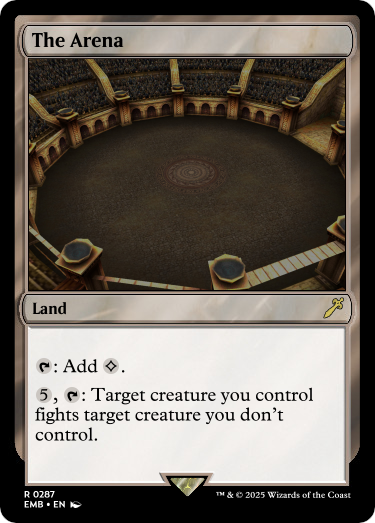 The Arena
Land
: Add .
5, : Target creature you control
fights target creature you don't
control.
R 0287
EMB • EN
™ & © 2025 Wizards of the Coast